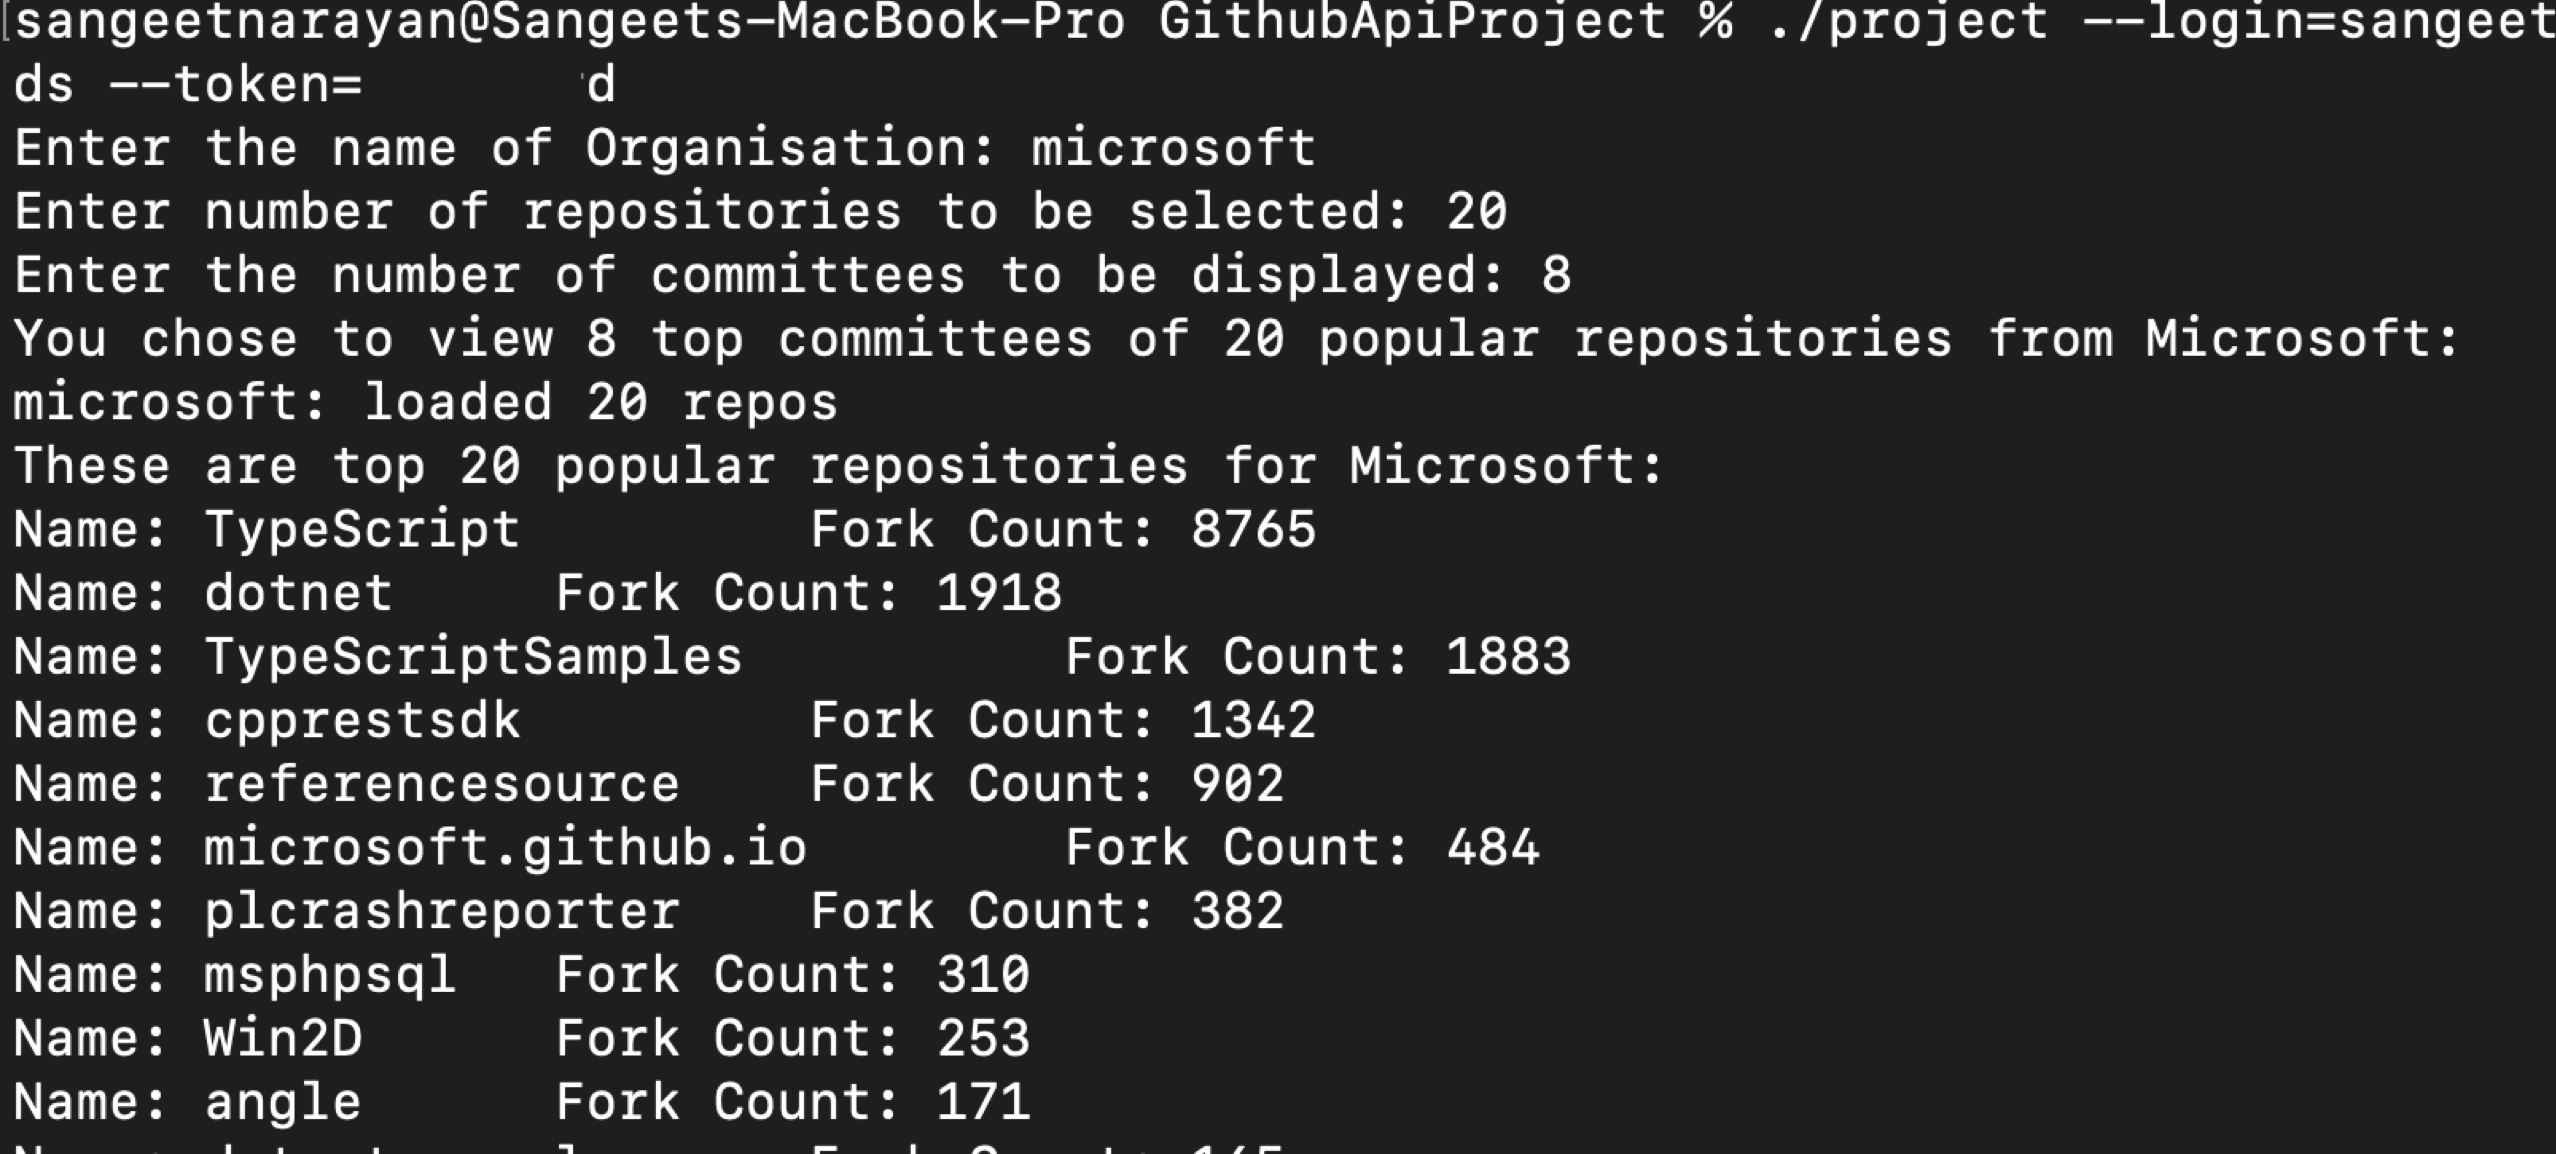 [sangeetnarayan@Sangeets-MacBook-Pro GithubApiProject % ./project --login=sangeet
ds --token=       d
Enter the name of Organisation: microsoft
Enter number of repositories to be selected: 20
Enter the number of committees to be displayed: 8
You chose to view 8 top committees of 20 popular repositories from Microsoft:
microsoft: loaded 20 repos
These are top 20 popular repositories for Microsoft:
Name: TypeScript         Fork Count: 8765
Name: dotnet     Fork Count: 1918
Name: TypeScriptSamples          Fork Count: 1883
Name: cpprestsdk         Fork Count: 1342
Name: referencesource    Fork Count: 902
Name: microsoft.github.io        Fork Count: 484
Name: plcrashreporter    Fork Count: 382
Name: msphpsql   Fork Count: 310
Name: Win2D      Fork Count: 253
Name: angle      Fork Count: 171